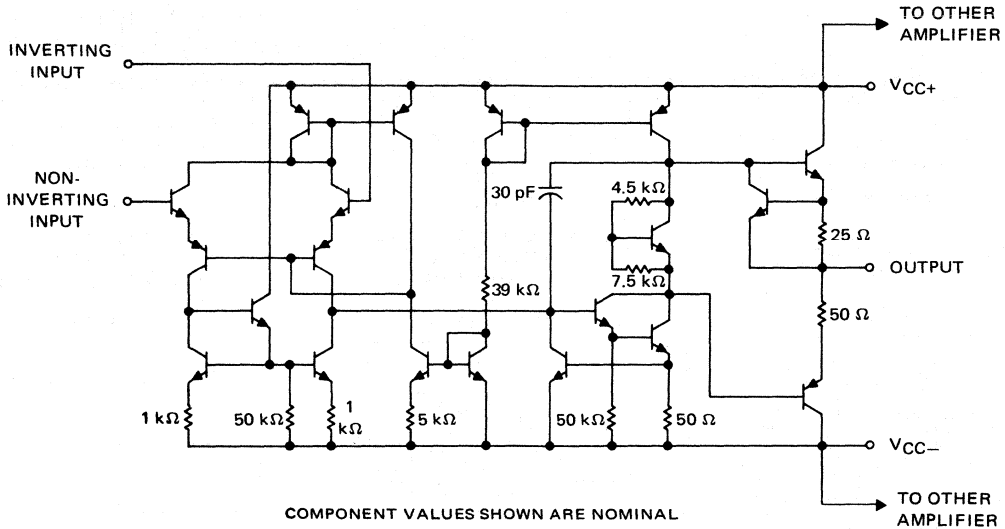 TO OTHER
AMPLIFIER
INVERTING
INPUT
VCC+
NON-
INVERTING
INPUT
30 pF
4.5 kΩ
25 Ω
OUTPUT
7.5 kΩ
39 kΩ
50 Ω
1 kΩ
50 kΩ
1
kΩ
5 kΩ
50 kΩ
50 Ω
VCC−
TO OTHER
AMPLIFIER
COMPONENT VALUES SHOWN ARE NOMINAL